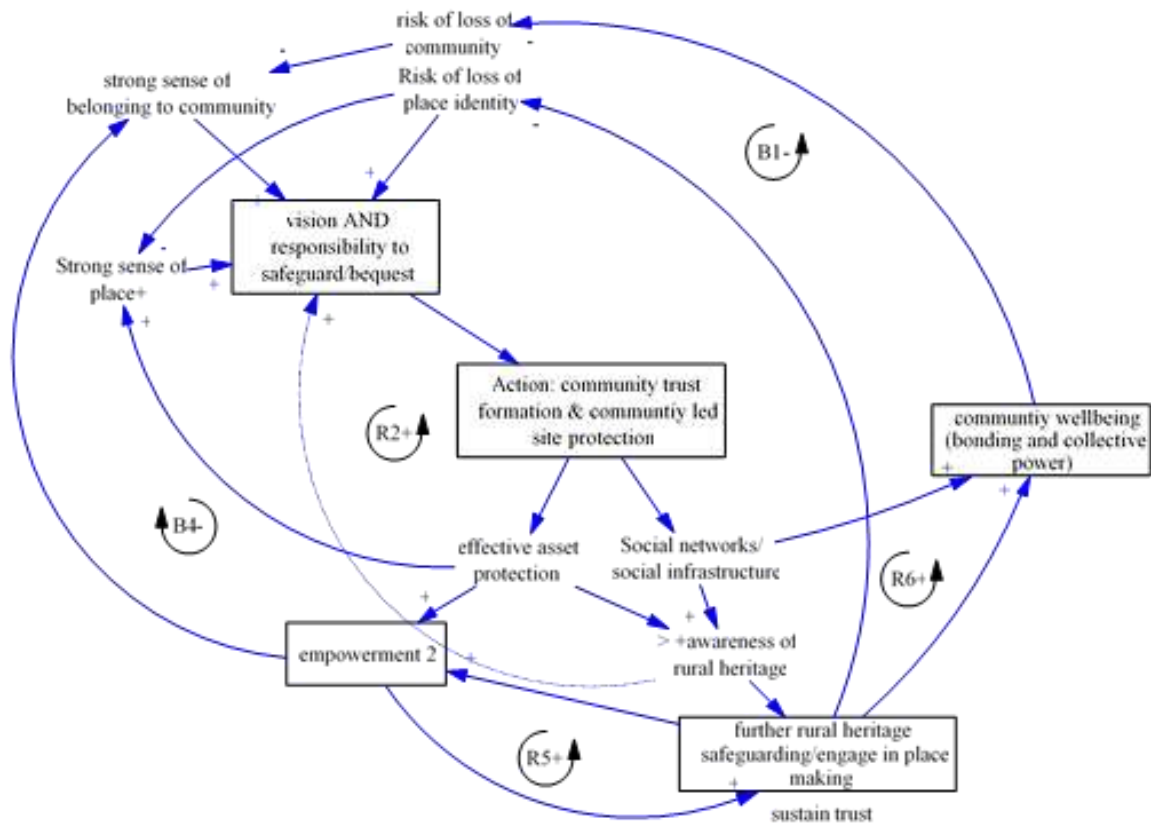 risk of loss of
community
-
-
strong sense of
belonging to community
Risk of loss of
place identity
-
B1-
+
+
vision AND
responsibility to
safeguard/bequest
-
Strong sense of
place+
+
+
+
Action: community trust
formation & communtiy led
site protection
R2+
communtiy wellbeing
(bonding and collective
power)
+
+
B4-
effective asset
protection
Social networks/
social infrastructure
R6+
+
+
> +awareness of
rural heritage
empowerment 2
+
further rural heritage
safeguarding/engage in place
making
+
R5+
sustain trust